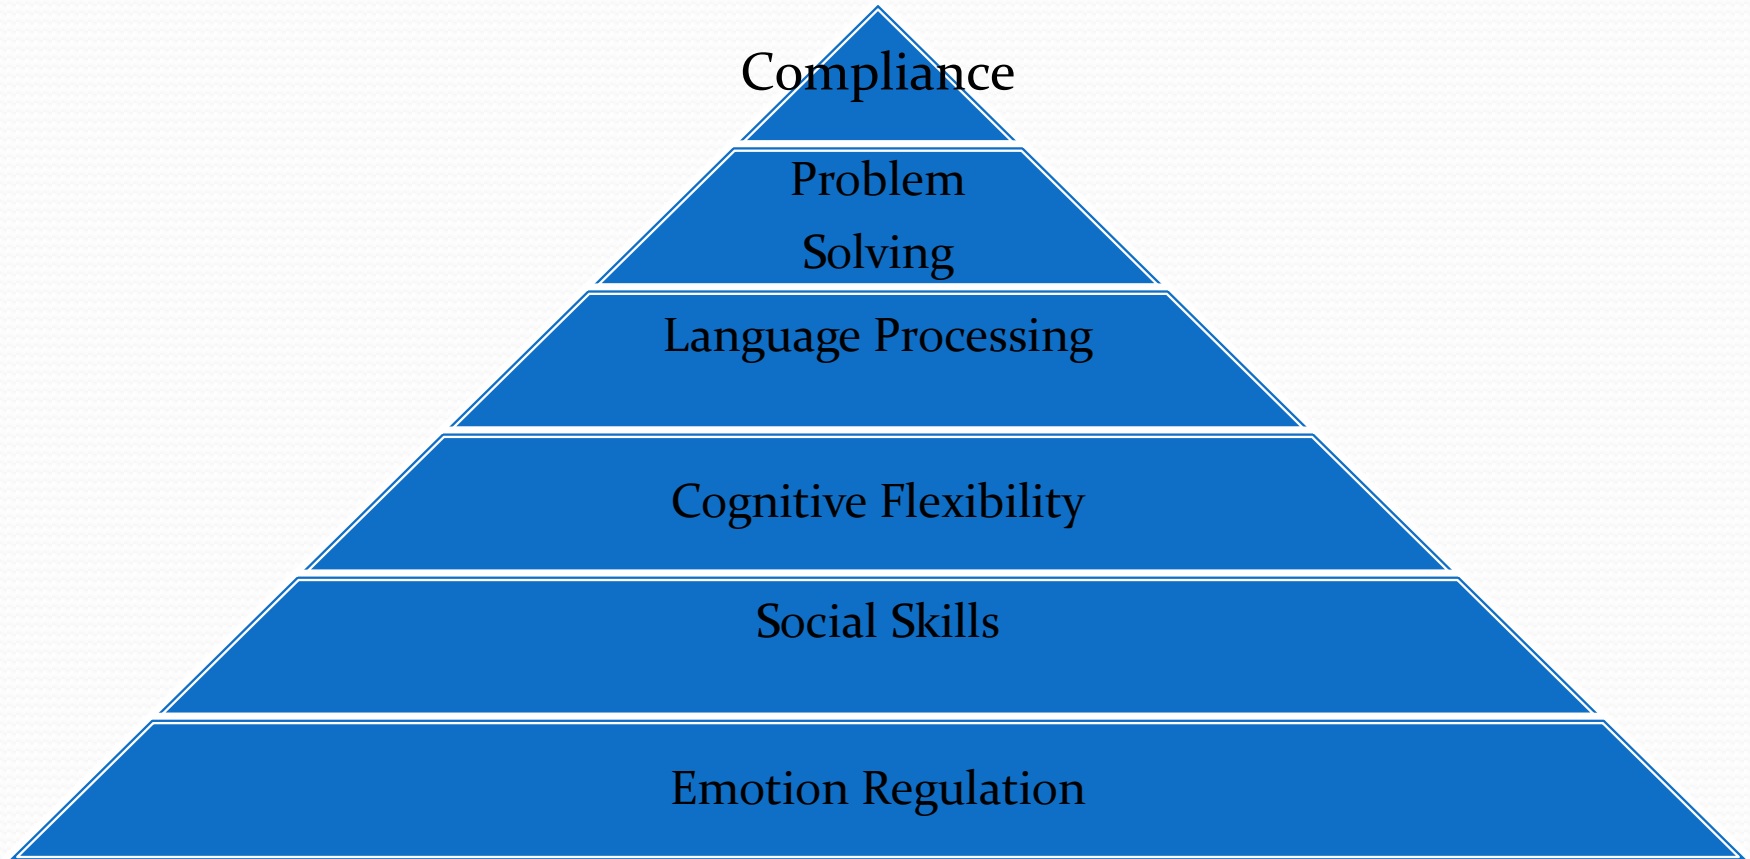 Compliance
Problem
Solving
Language Processing
Cognitive Flexibility
Social Skills
Emotion Regulation